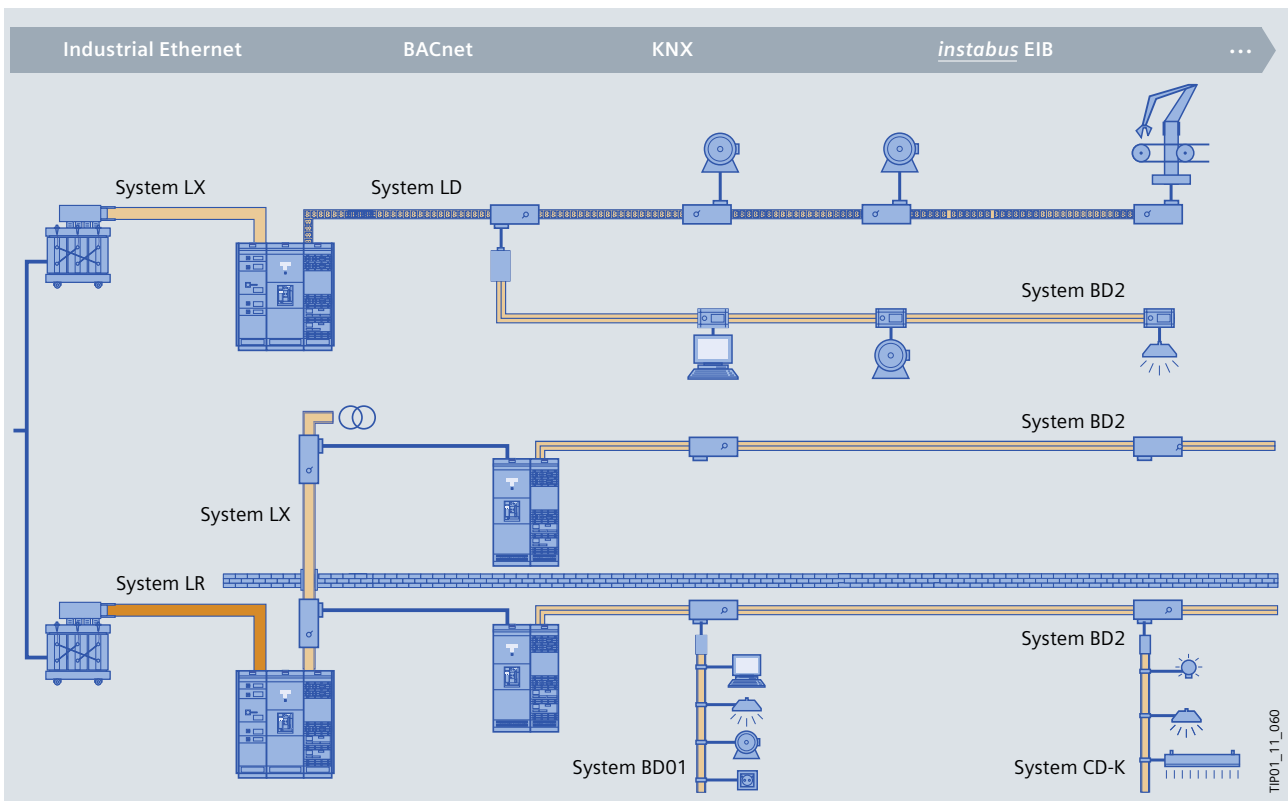 Industrial Ethernet
BACnet
KNX
instabus EIB
...
System LX
System LD
System BD2
System BD2
System LX
System LR
System BD2
System BD01
System CD-K
TIP01_11_060